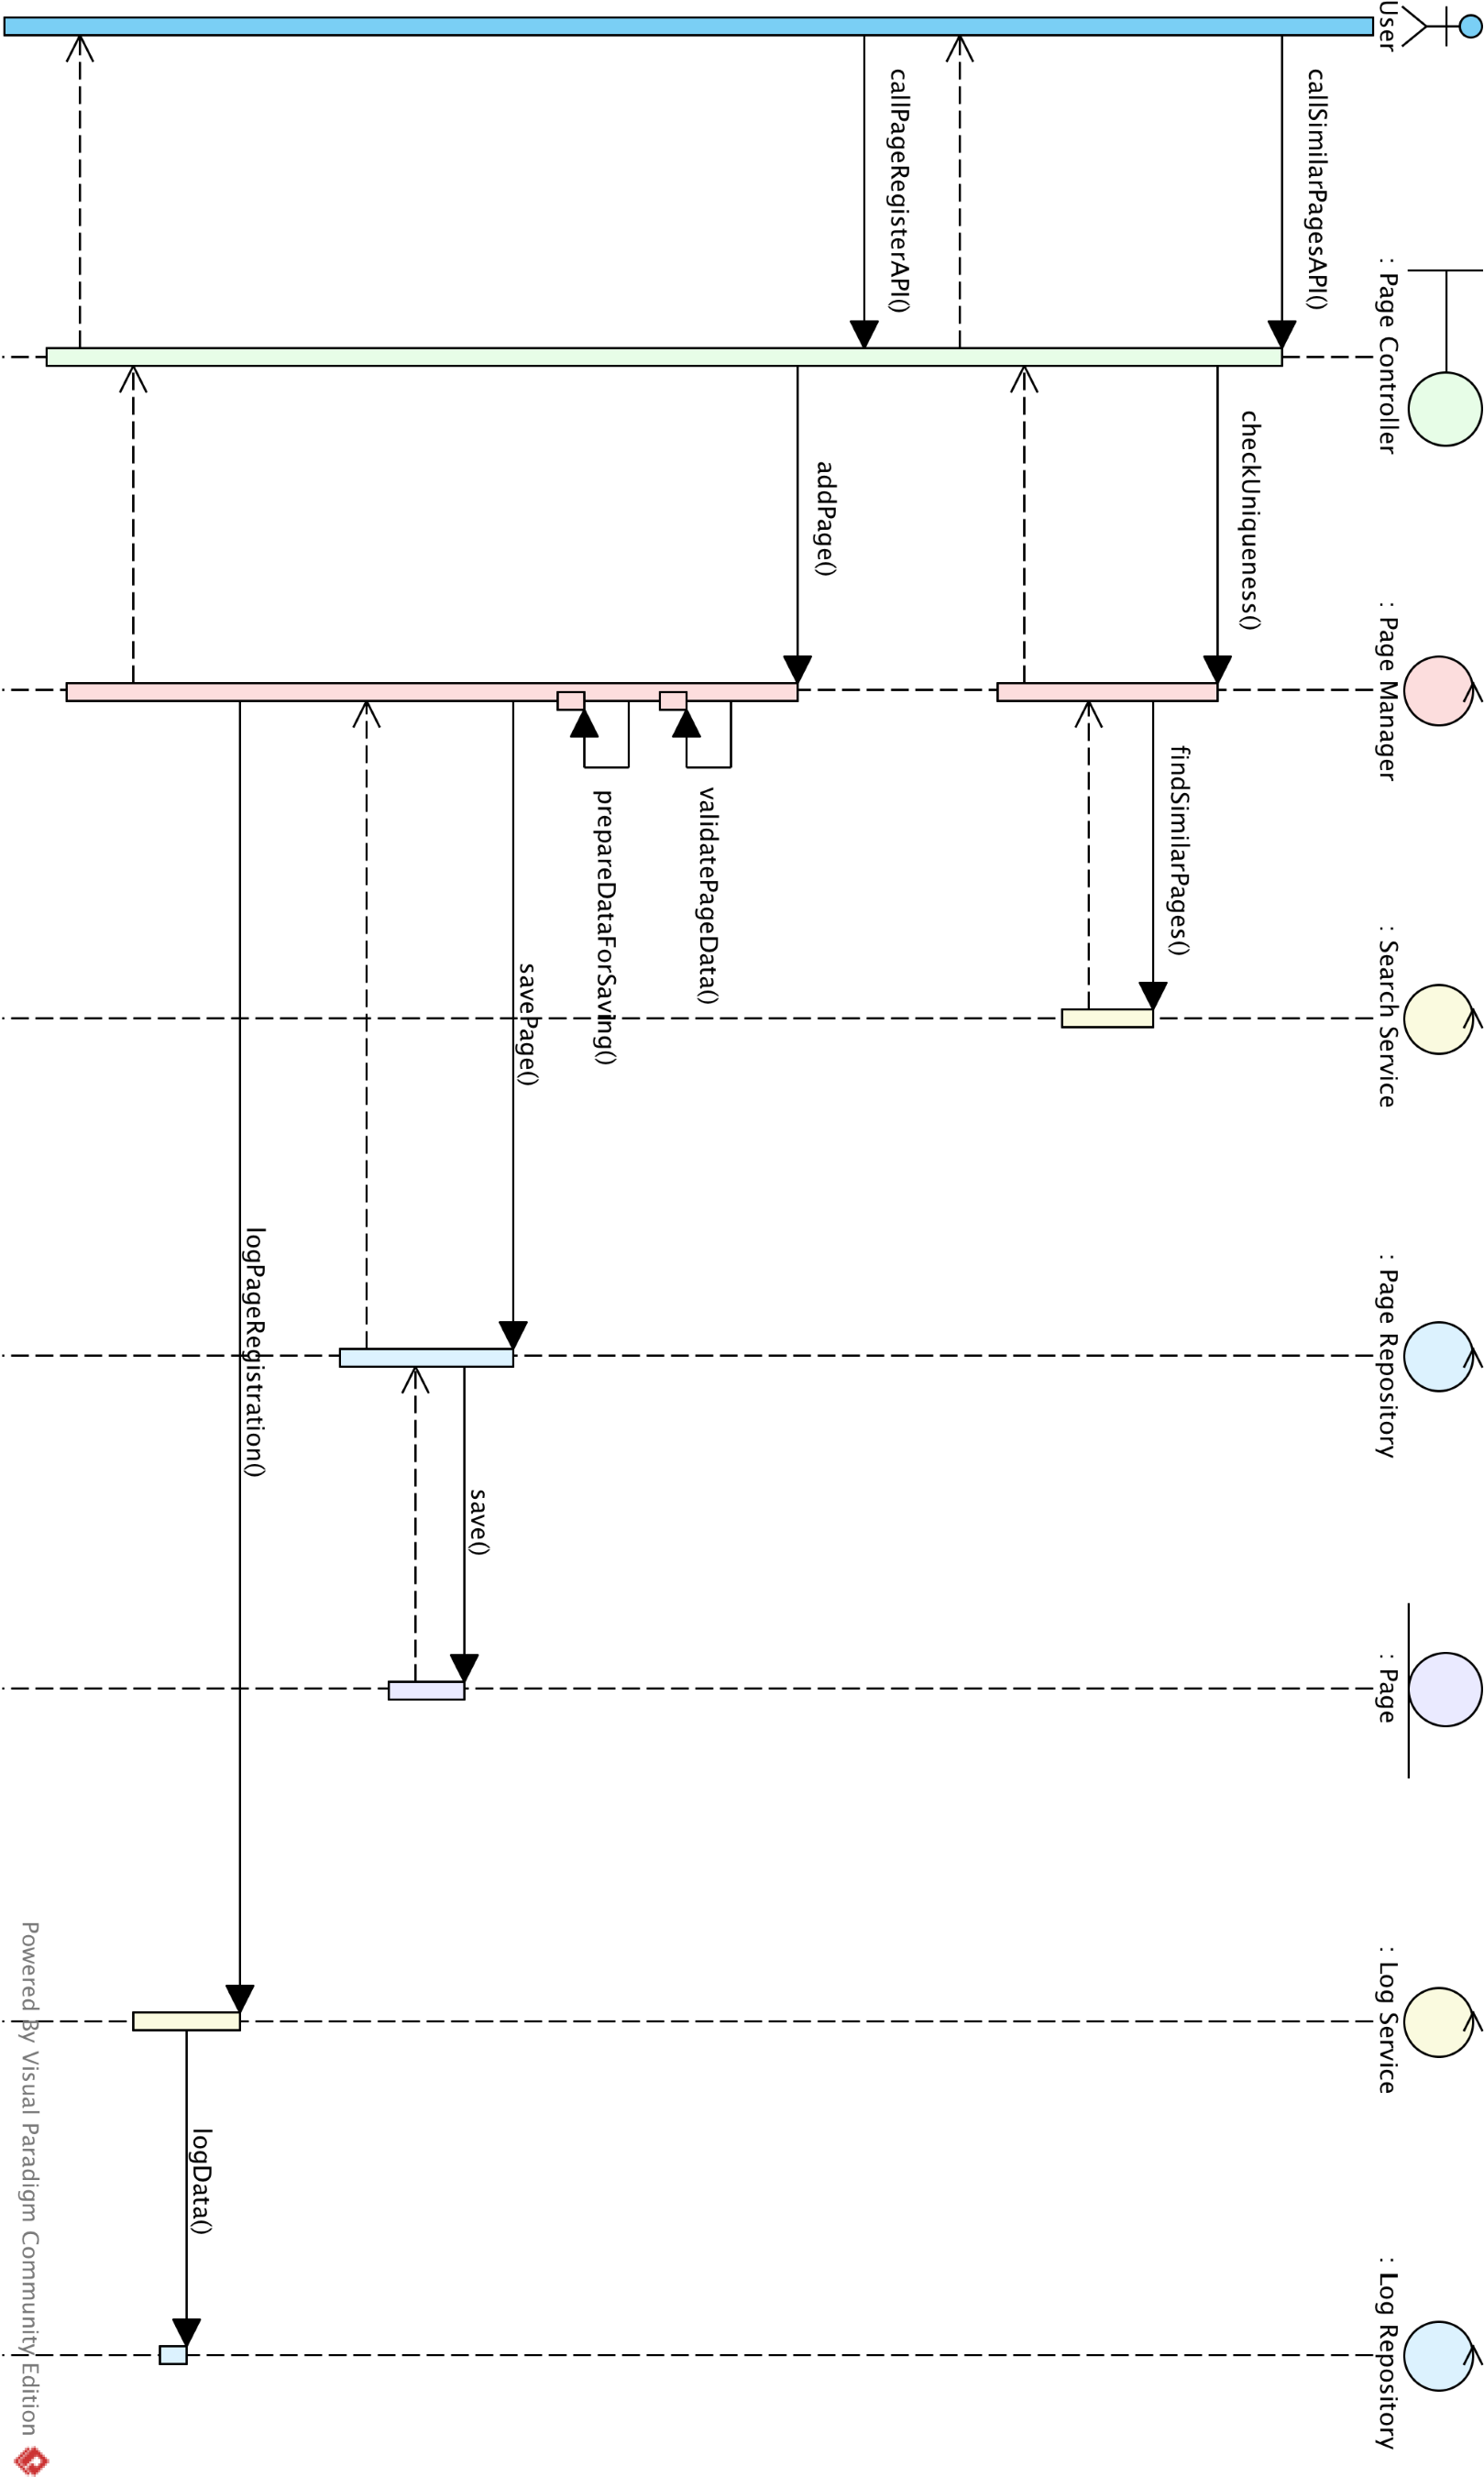 User
: Page Controller
: Page Manager
: Search Service
: Page Repository
: Page
: Log Service
: Log Repository
callSimilarPagesAPI()
checkUniqueness()
findSimilarPages()
callPageRegisterAPI()
addPage()
validatePageData()
prepareDataForSaving()
savePage()
save()
logPageRegistration()
logData()
Powered By Visual Paradigm Community Edition